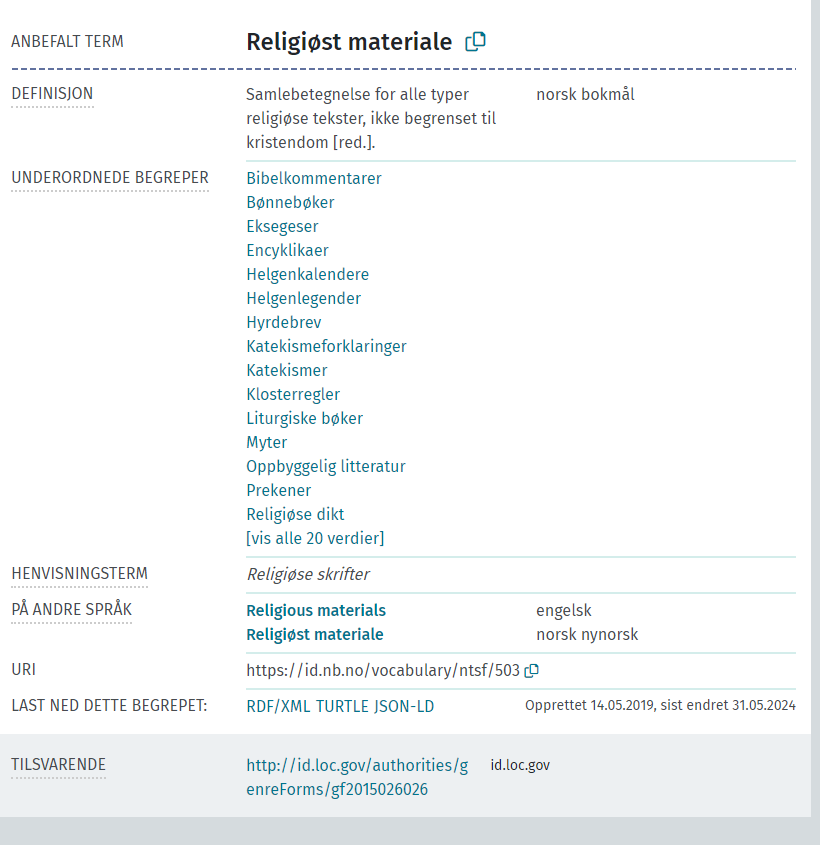 ANBEFALT TERM Religiøst materiale
DEFINISJON Samlebetegnelse for alle typer norsk bokmål
religiøse tekster, ikke begrenset til
kristendom [red.].
UNDERORDNEDE BEGREPER Bibelkommentarer
Bønnebøker
Eksegeser
Encyklikaer
Helgenkalendere
Helgenlegender
Hyrdebrev
Katekismeforklaringer
Katekismer
Klosterregler
Liturgiske bøker
Myter
Oppbyggelig litteratur
Prekener
Religiøse dikt
[vis alle 20 verdier]
HENVISNINGSTERM Religiøse skrifter
PÅ ANDRE SPRÅK Religious materials engelsk
Religiøst materiale norsk nynorsk
URI https://id.nb.no/vocabulary/ntsf/503
LAST NED DETTE BEGREPET: RDF/XML TURTLE JSON-LD Opprettet 14.05.2019, sist endret 31.05.2024
TILSVARENDE http://id.loc.gov/authorities/g id.loc.gov
enreForms/gf2015026026